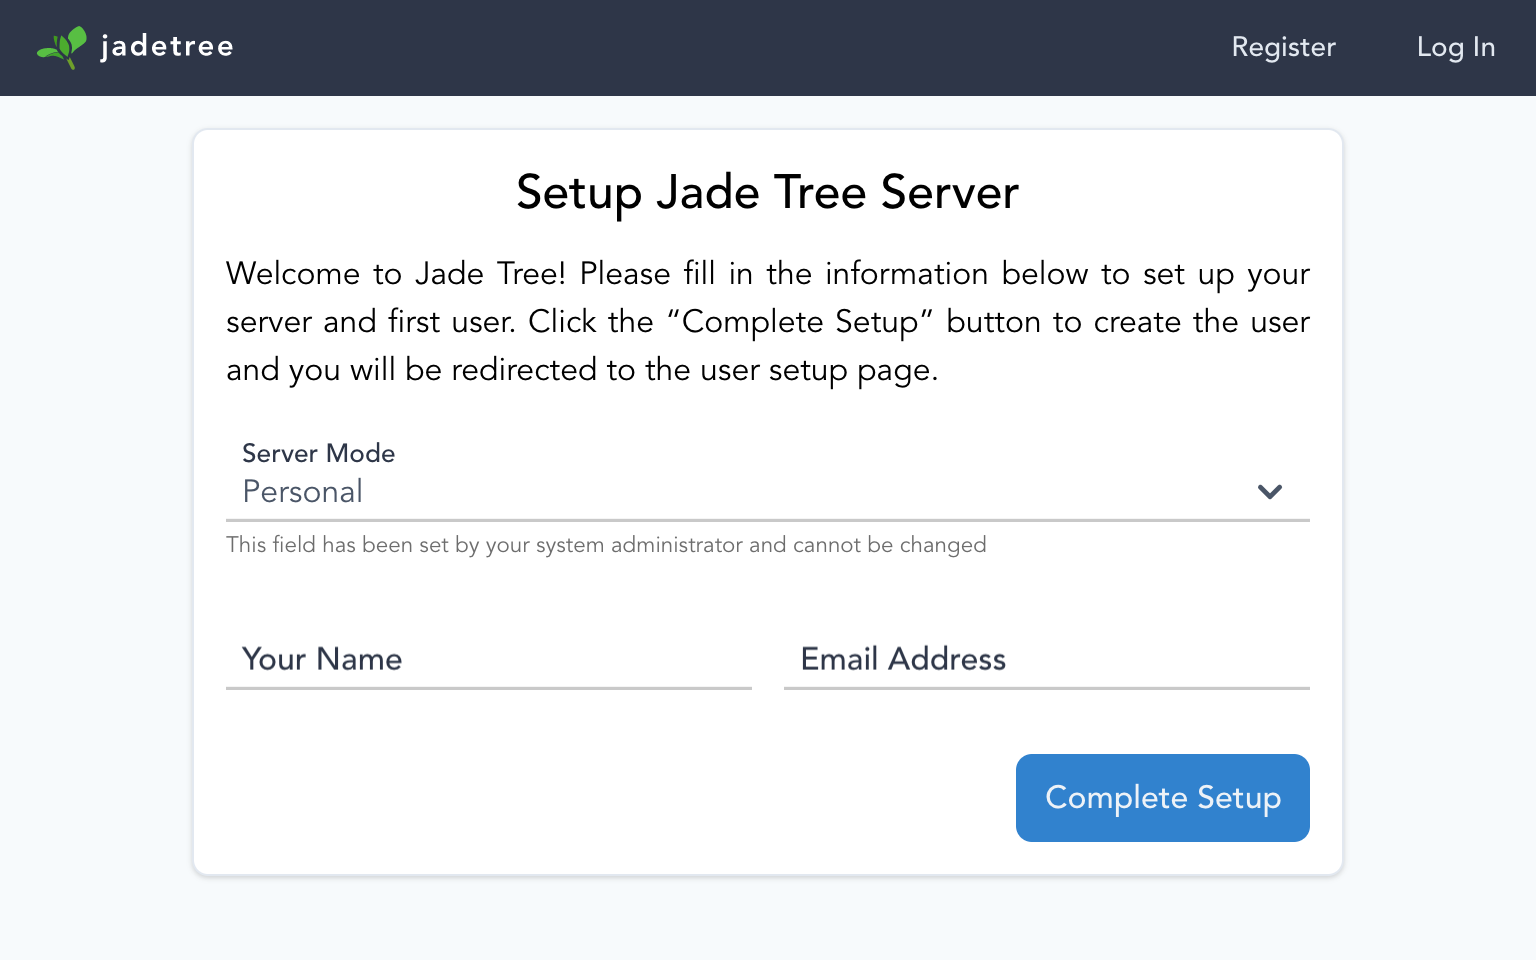 jadetree
Register
Log In
Setup Jade Tree Server
Welcome to Jade Tree! Please fill in the information below to set up your
server and first user. Click the “Complete Setup” button to create the user
and you will be redirected to the user setup page.
Server Mode
Personal
This field has been set by your system administrator and cannot be changed
Your Name
Email Address
Complete Setup